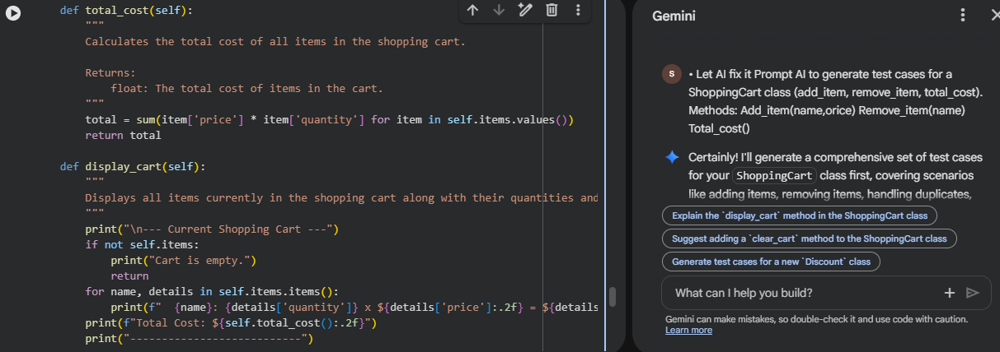 def total_cost(self):
"""
Calculates the total cost of all items in the shopping cart.
Returns:
float: The total cost of items in the cart.
"""
total = sum(item['price'] * item['quantity'] for item in self.items.values())
return total
def display_cart(self):
"""
Displays all items currently in the shopping cart along with their quantities and
"""
print("\n--- Current Shopping Cart ---")
if not self.items:
print("Cart is empty.")
return
for name, details in self.items.items():
print(f"  {name}: {details['quantity']} x ${details['price']:.2f} = ${details
print(f"Total Cost: ${self.total_cost():.2f}")
print("---------------------------")
Gemini
S
• Let AI fix it Prompt AI to generate test cases for a
ShoppingCart class (add_item, remove_item, total_cost).
Methods: Add_item(name,orice) Remove_item(name)
Total_cost()
Certainly! I'll generate a comprehensive set of test cases
for your ShoppingCart class first, covering scenarios
like adding items, removing items, handling duplicates,
Explain the `display_cart` method in the ShoppingCart class
Suggest adding a `clear_cart` method to the ShoppingCart class
Generate test cases for a new `Discount` class
What can I help you build?
Gemini can make mistakes, so double-check it and use code with caution.
Learn more